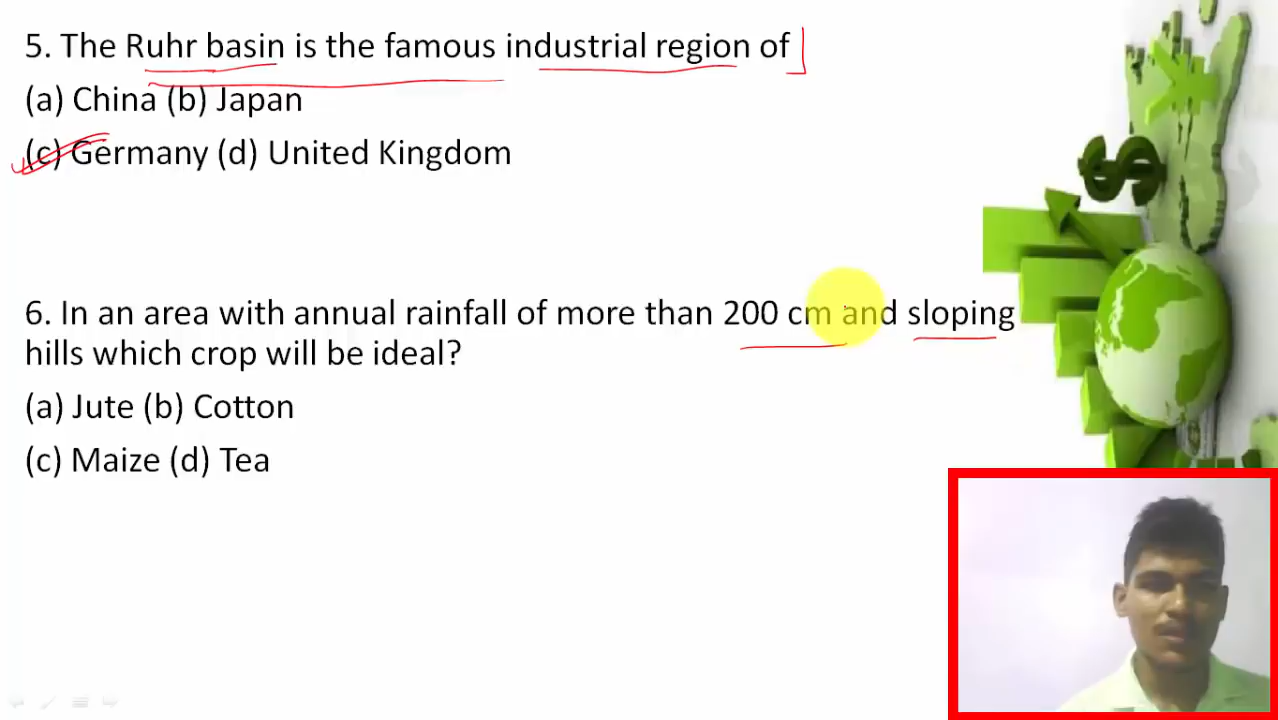 5. The Ruhr basin is the famous industrial region of
(a) China (b) Japan
(c) Germany (d) United Kingdom
6. In an area with annual rainfall of more than 200 cm and sloping
hills which crop will be ideal?
(a) Jute (b) Cotton
(c) Maize (d) Tea
$